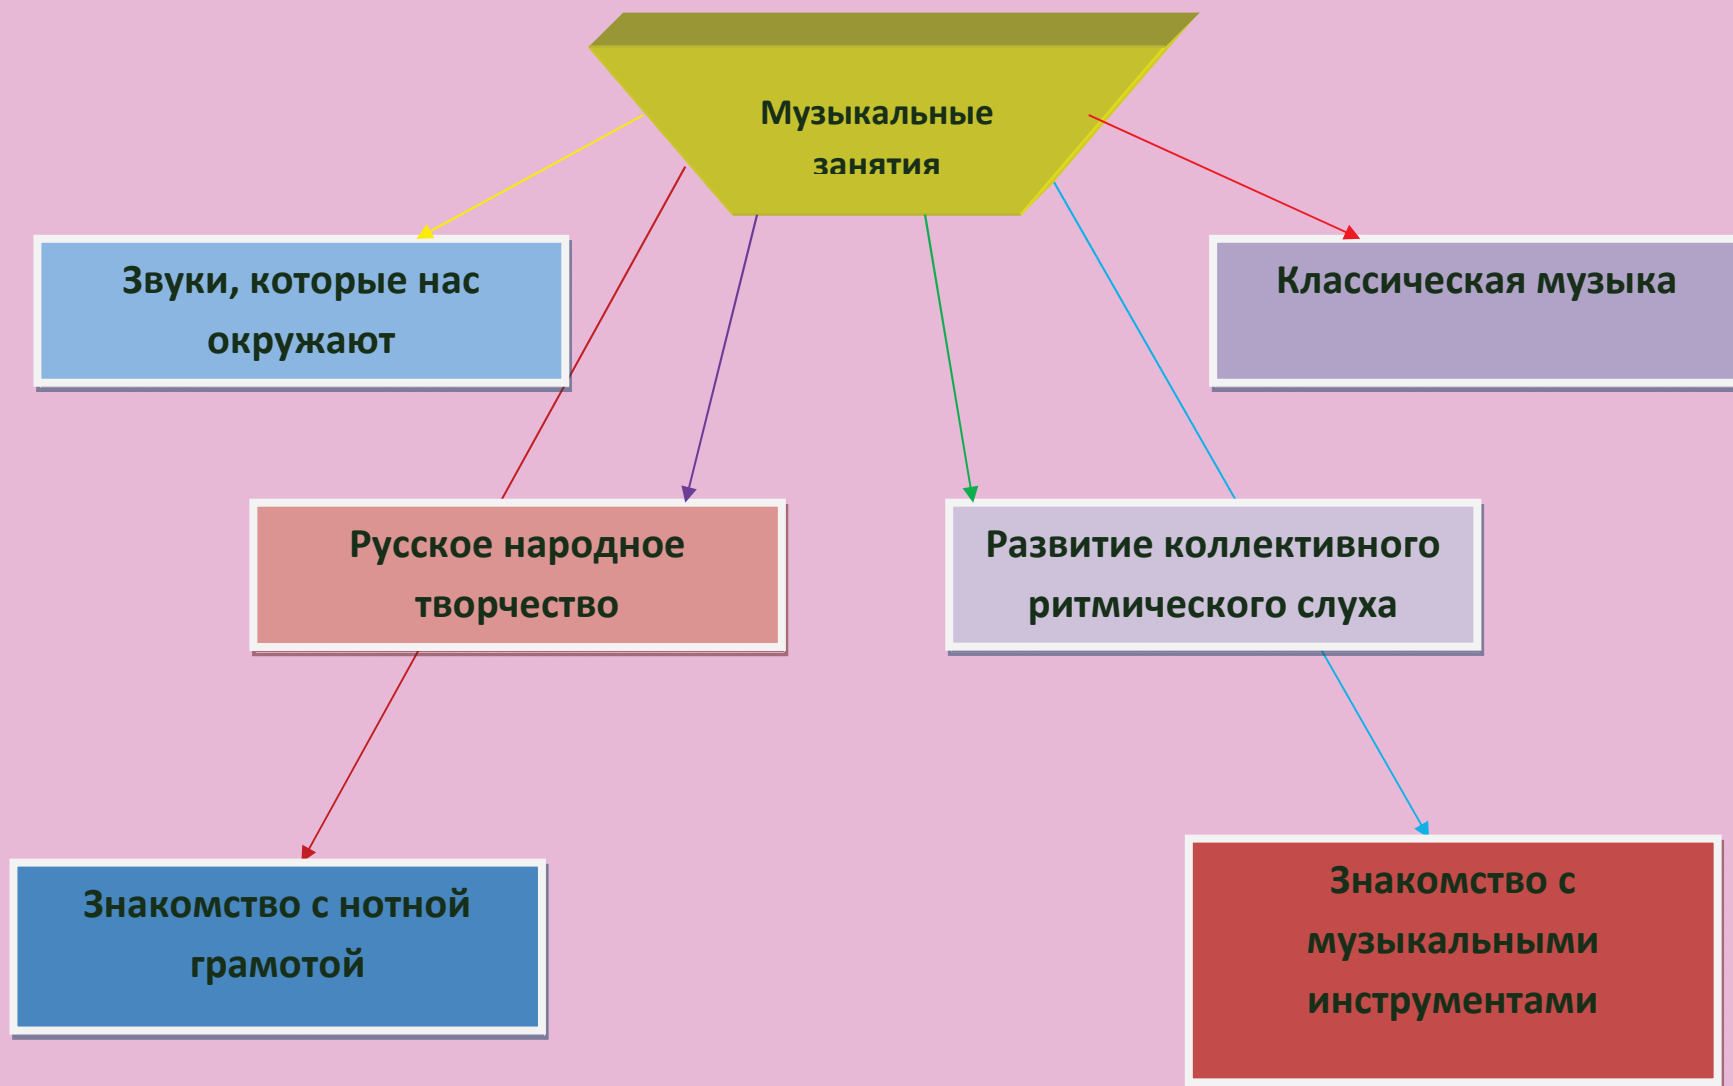 Музыкальные
занятия
Звуки, которые нас
окружают
Классическая музыка
Русское народное
творчество
Развитие коллективного
ритмического слуха
Знакомство с нотной
грамотой
Знакомство с
музыкальными
инструментами